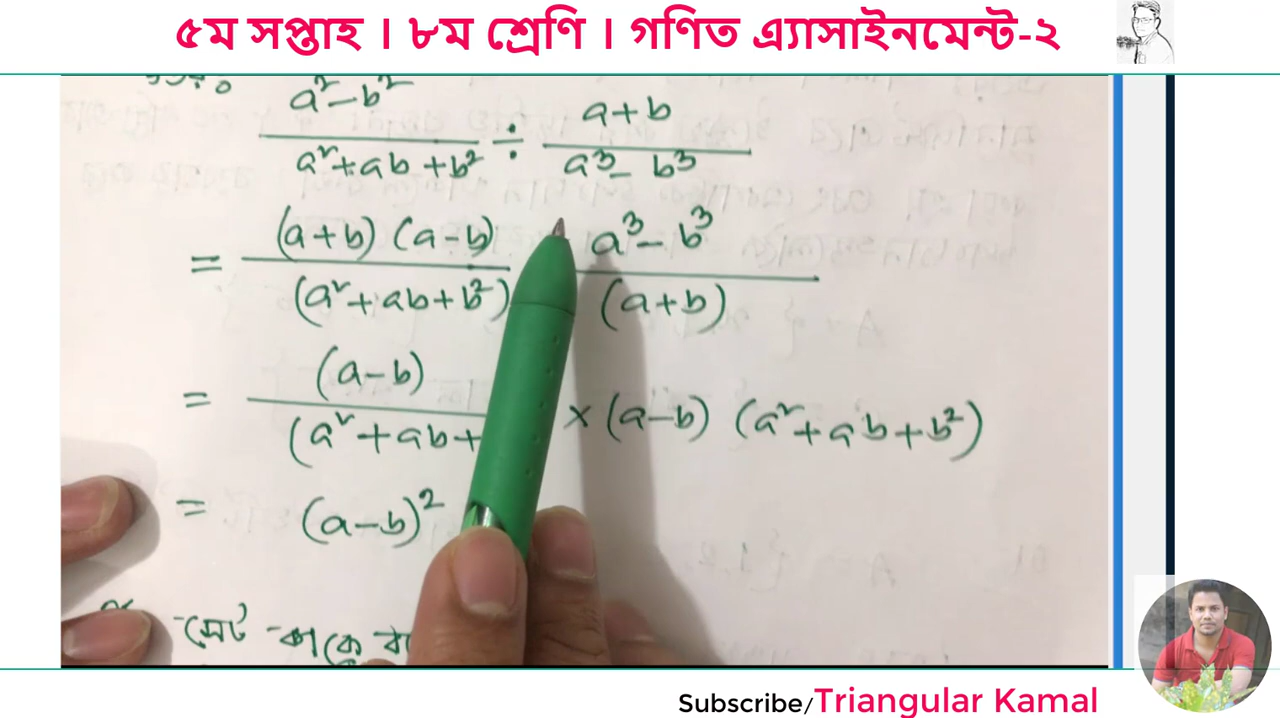 ৫ম সপ্তাহ । ৮ম শ্রেণি । গণিত এ্যাসাইনমেন্ট-২
a²-b² / a²+ab+b² ÷ a+b / a³-b³
= (a+b) (a-b) / (a²+ab+b²) a³-b³ / (a+b)
= (a-b) / (a²+ab+ × (a-b) (a²+ab+b²)
= (a-b)²
সেট কাকে
Subscribe/Triangular Kamal